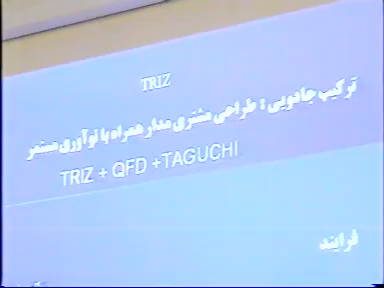 TRIZ
ترکیب جادویی : طراحی مشتری مدار همراه با نوآوری مستمر
TRIZ + QFD +TAGUCHI
فرایند